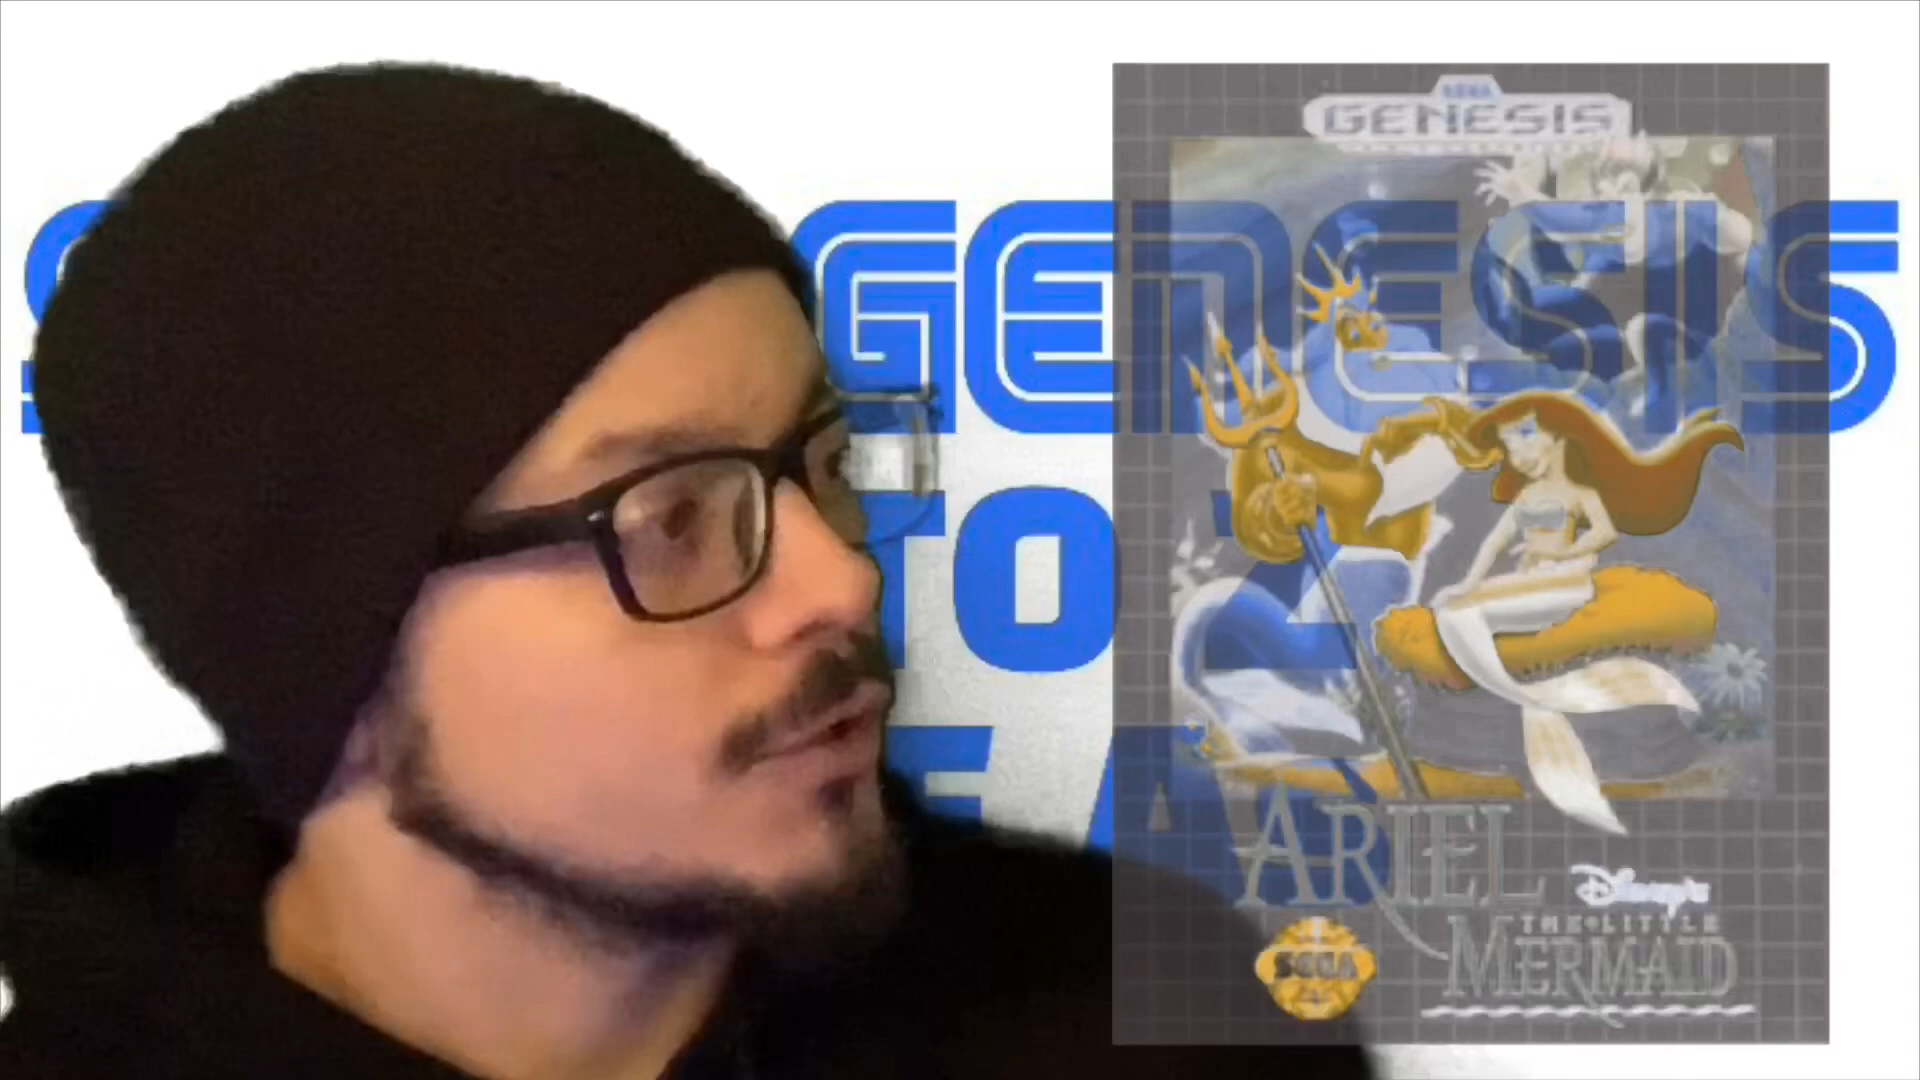 GENESIS
TO
SEGA
GENESIS
ARIEL
Disney's
THE LITTLE
MERMAID
SEGA